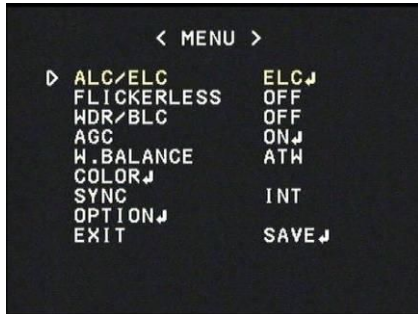 < MENU >
ALC/ELC ELC↲
FLICKERLESS OFF
WDR/BLC OFF
AGC ON↲
W.BALANCE ATW
COLOR↲
SYNC INT
OPTION↲
EXIT SAVE↲